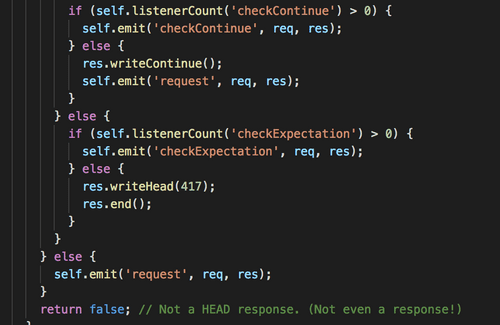 if (self.listenerCount('checkContinue') > 0) {
self.emit('checkContinue', req, res);
} else {
res.writeContinue();
self.emit('request', req, res);
}
} else {
if (self.listenerCount('checkExpectation') > 0) {
self.emit('checkExpectation', req, res);
} else {
res.writeHead(417);
res.end();
}
}
} else {
self.emit('request', req, res);
}
return false; // Not a HEAD response. (Not even a response!)
}